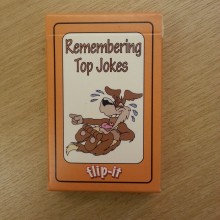 Remembering
Top Jokes
flip-it